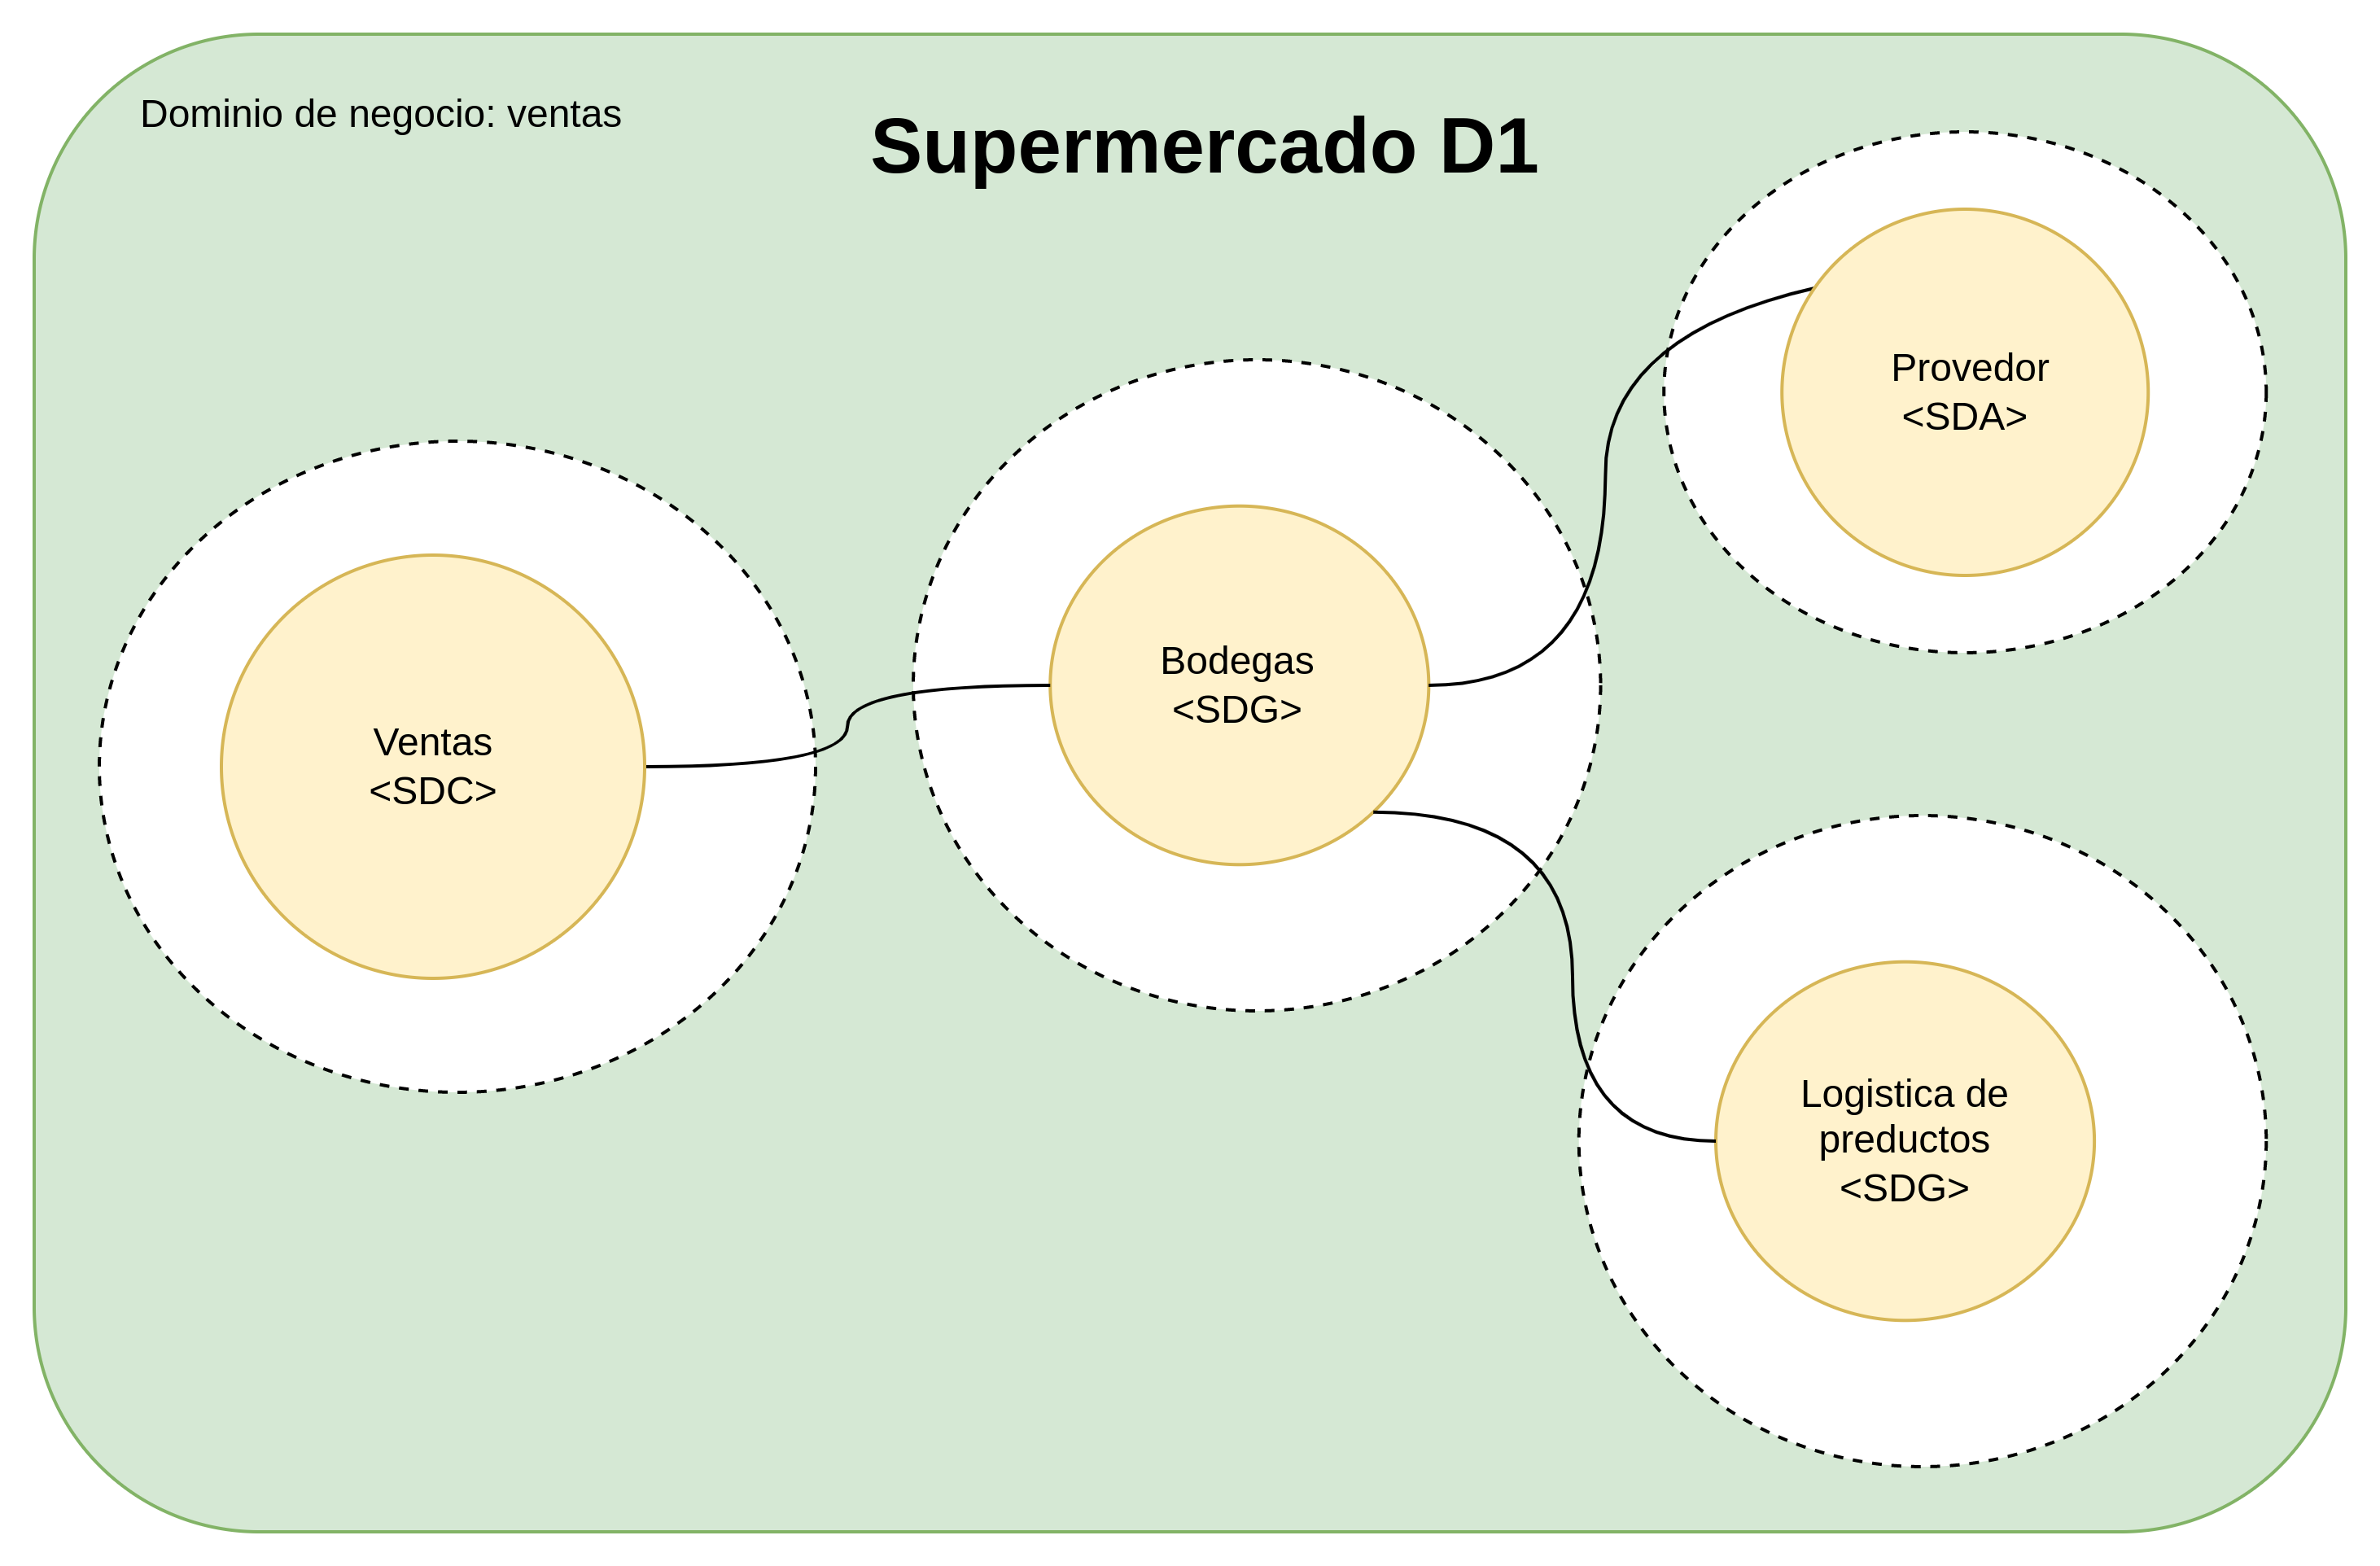 Dominio de negocio: ventas
Supermercado D1
Provedor
<SDA>
Bodegas
<SDG>
Ventas
<SDC>
Logistica de
preductos
<SDG>